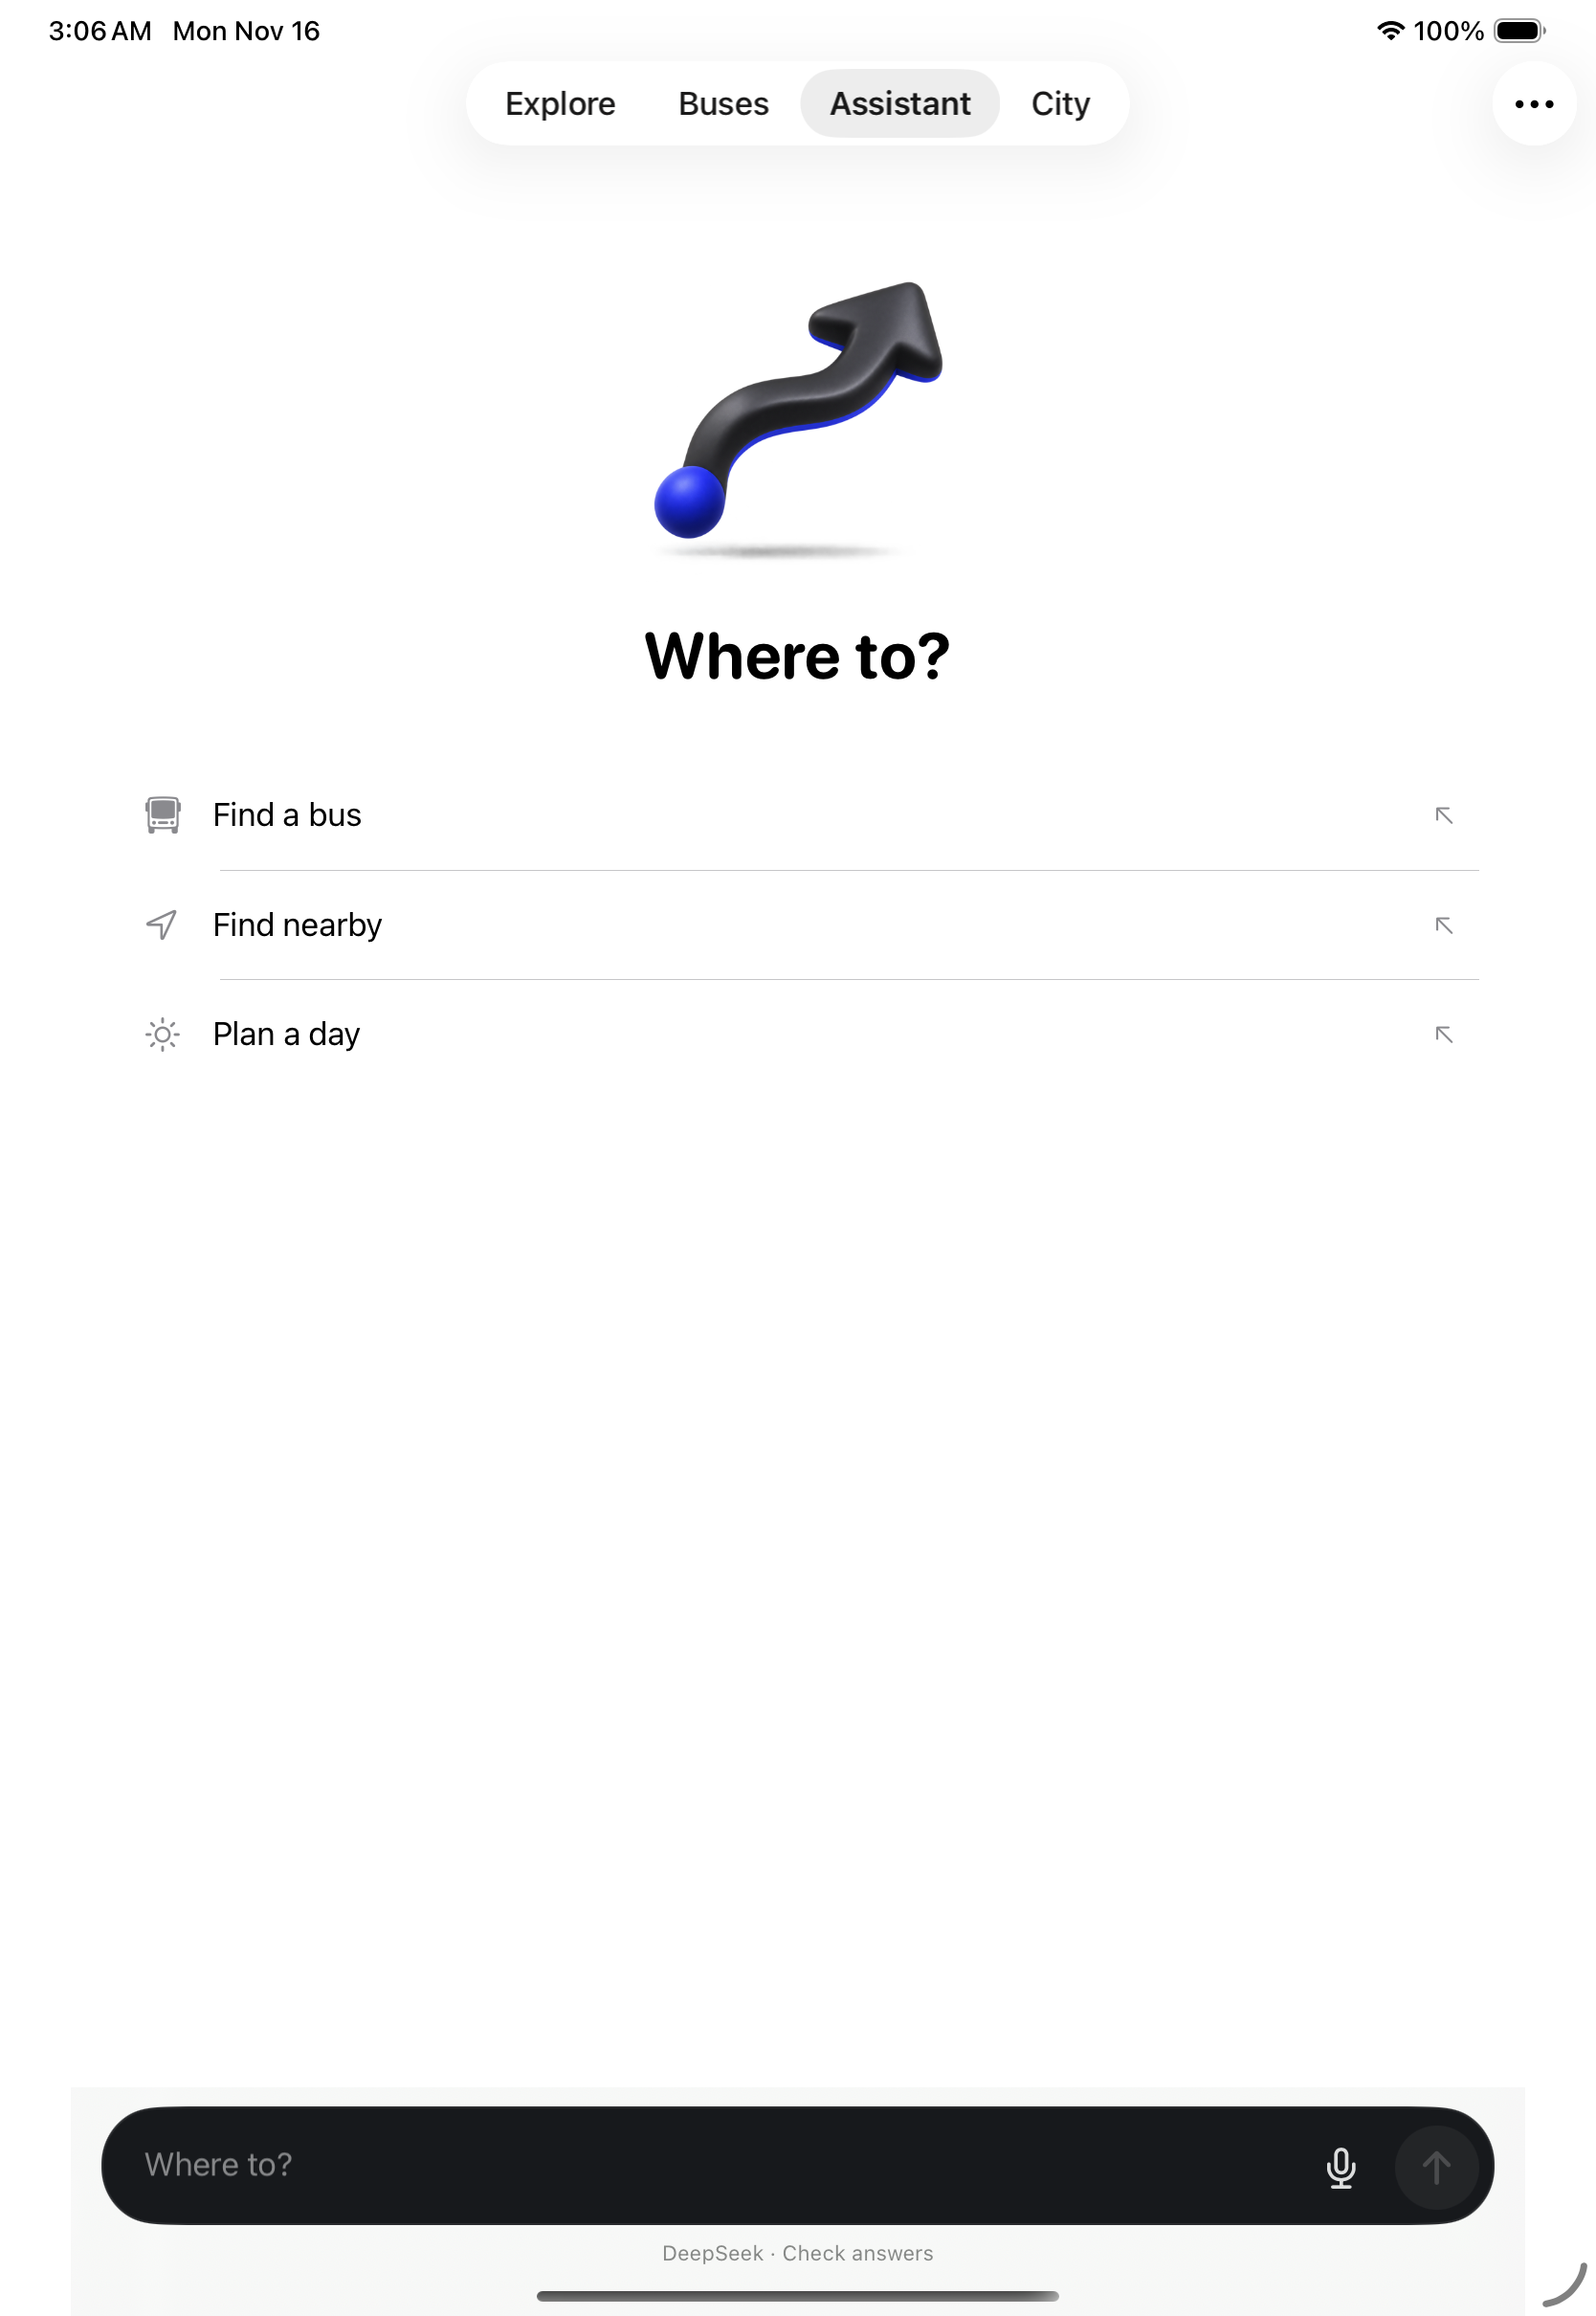 3:06 AM Mon Nov 16 100%
Explore Buses Assistant City
Where to?
Find a bus
Find nearby
Plan a day
Where to?
DeepSeek · Check answers